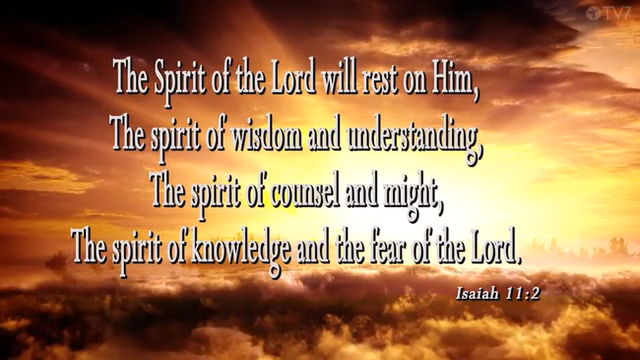 TV7
The Spirit of the Lord will rest on Him,
The spirit of wisdom and understanding,
The spirit of counsel and might,
The spirit of knowledge and the fear of the Lord.
Isaiah 11:2